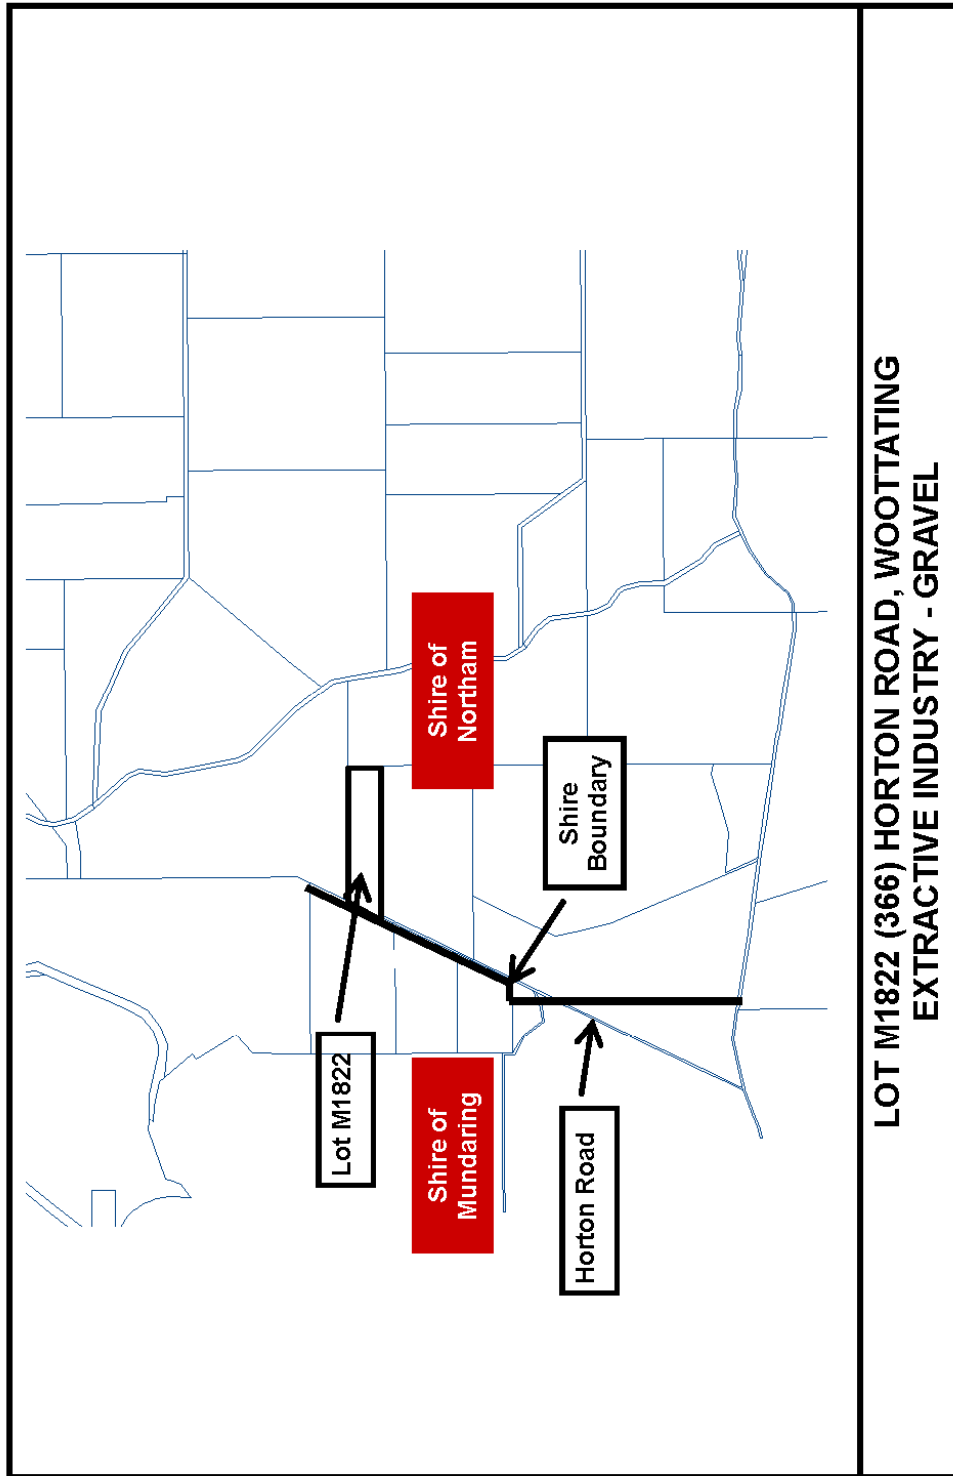 Lot M1822
Shire of
Mundaring
Shire of
Northam
Shire
Boundary
Horton Road
LOT M1822 (366) HORTON ROAD, WOOTTATING
EXTRACTIVE INDUSTRY - GRAVEL